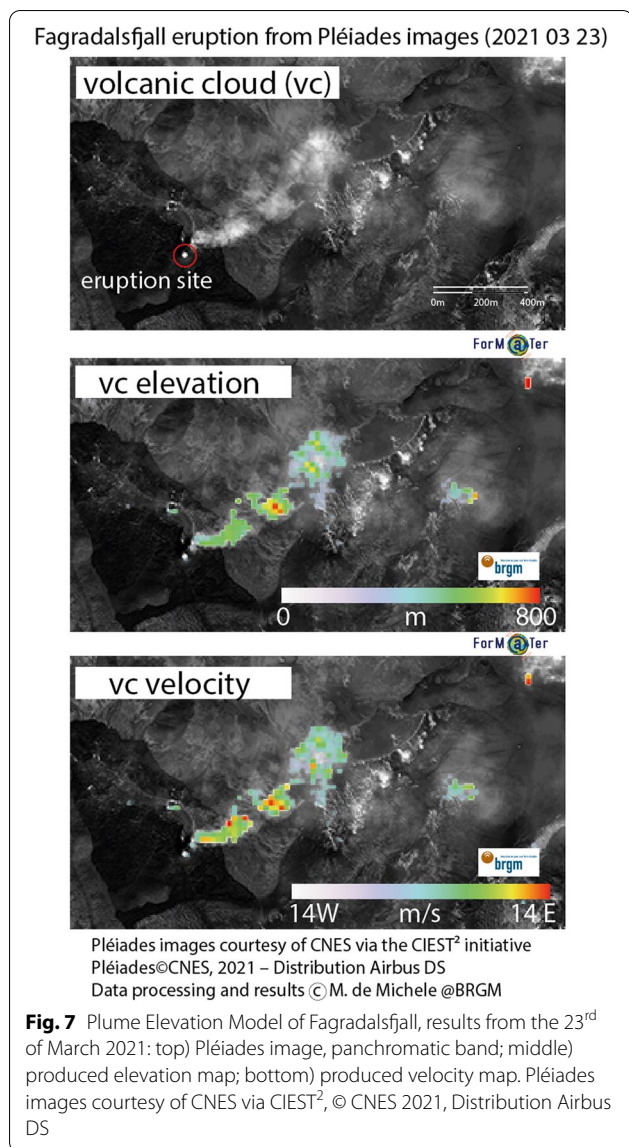 Fagradalsfjall eruption from Pléiades images (2021 03 23)
volcanic cloud (vc)
eruption site
0m 200m 400m
ForM@Ter
vc elevation
brgm
0 m 800
ForM@Ter
vc velocity
brgm
14W m/s 14 E
Pléiades images courtesy of CNES via the CIEST² initiative
Pléiades©CNES, 2021 – Distribution Airbus DS
Data processing and results © M. de Michele @BRGM
Fig. 7 Plume Elevation Model of Fagradalsfjall, results from the 23rd
of March 2021: top) Pléiades image, panchromatic band; middle)
produced elevation map; bottom) produced velocity map. Pléiades
images courtesy of CNES via CIEST², © CNES 2021, Distribution Airbus
DS